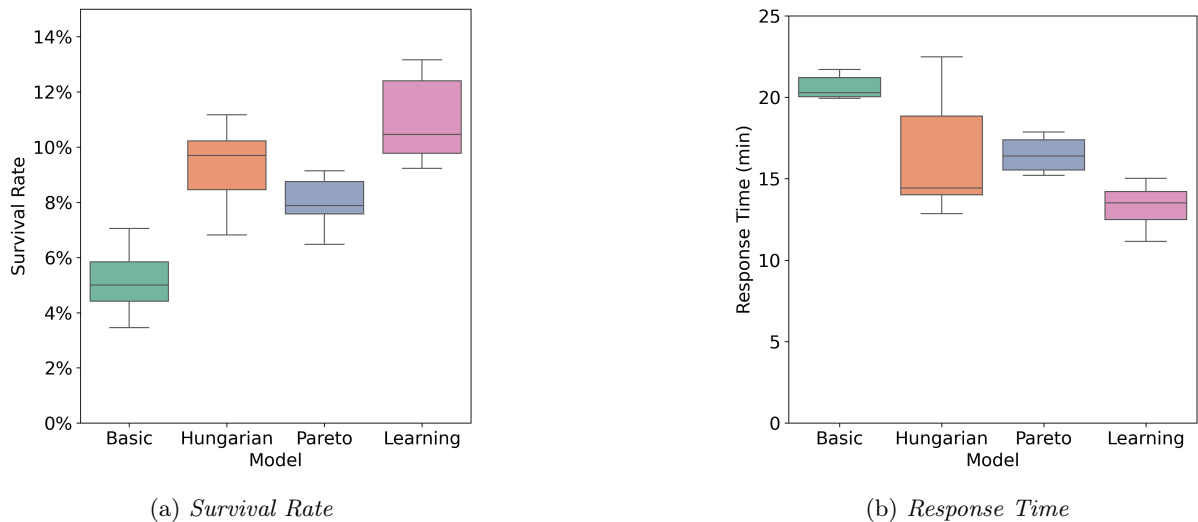 14%
12%
10%
8%
6%
4%
2%
0%
Survival Rate
Basic Hungarian Pareto Learning
Model
(a) Survival Rate
25
20
15
10
5
0
Response Time (min)
Basic Hungarian Pareto Learning
Model
(b) Response Time